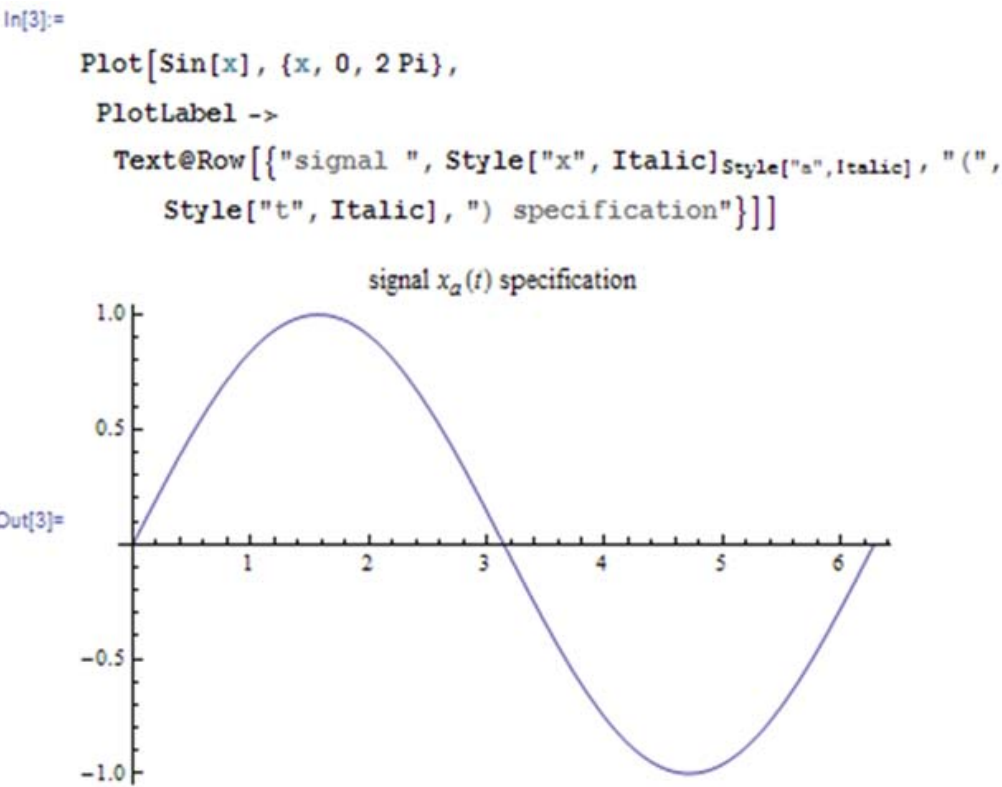 In[3]:=
Plot[Sin[x], {x, 0, 2 Pi},
PlotLabel ->
Text@Row[{"signal ", Style["x", Italic]Style["a",Italic], "(",
Style["t", Italic], ") specification"}]]
signal xa(t) specification
1.0
0.5
Out[3]=
1 2 3 4 5 6
-0.5
-1.0